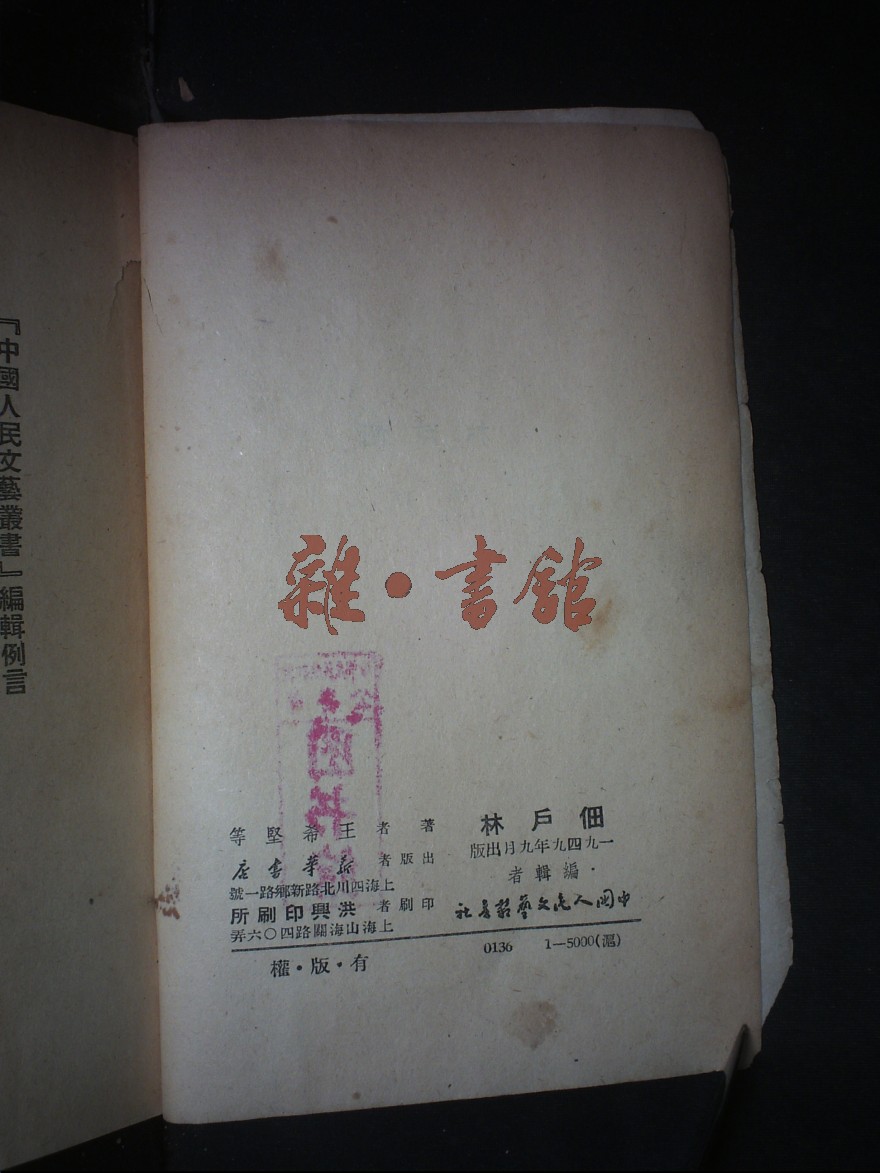 『中國人民文藝叢書』編輯例言
雜●書館
佃戶林
一九四九年九月出版
·編輯者
中国人民文藝叢書社
著者 王希堅等
出版者 新華書店
上海四川北路新鄉路一號
印刷者 洪興印刷所
上海山海關路四〇六弄
0136 1—5000(滬)
有·版·權